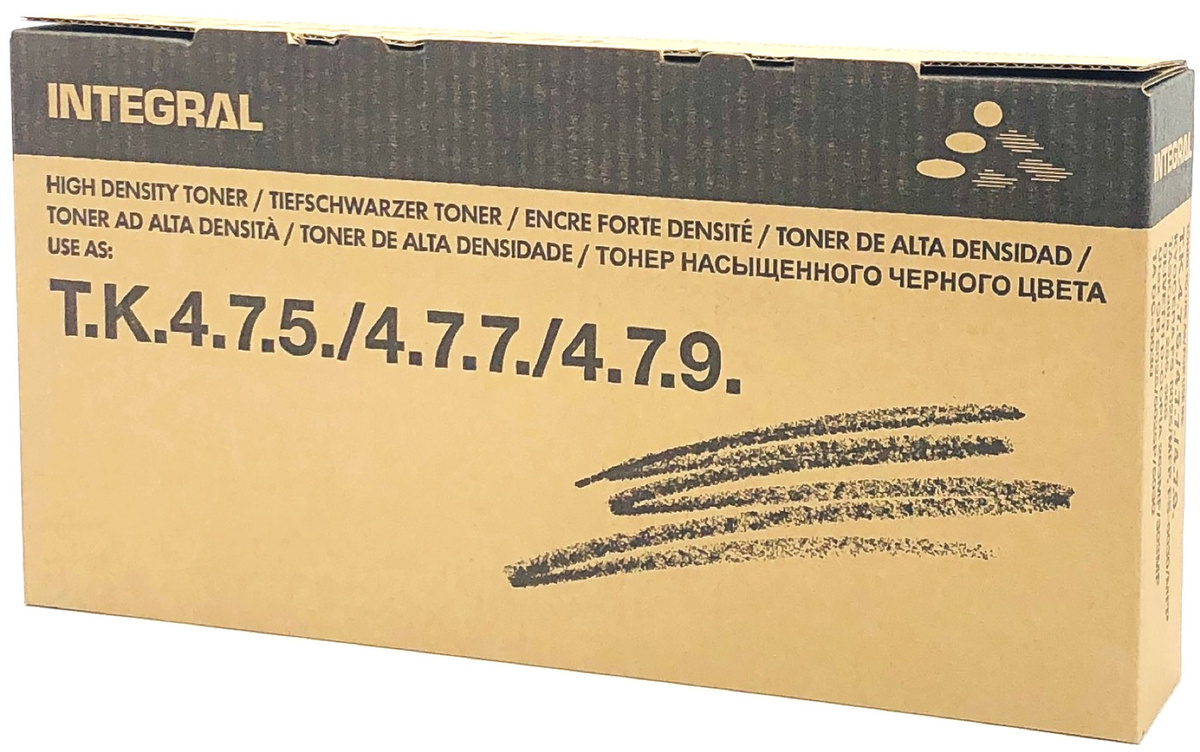 INTEGRAL
HIGH DENSITY TONER / TIEFSCHWARZER TONER / ENCRE FORTE DENSITÉ / TONER DE ALTA DENSIDAD /
TONER AD ALTA DENSITÀ / TONER DE ALTA DENSIDADE / ТОНЕР НАСЫЩЕННОГО ЧЕРНОГО ЦВЕТА
USE AS:
T.K.4.7.5./4.7.7./4.7.9.
INTEGRAL